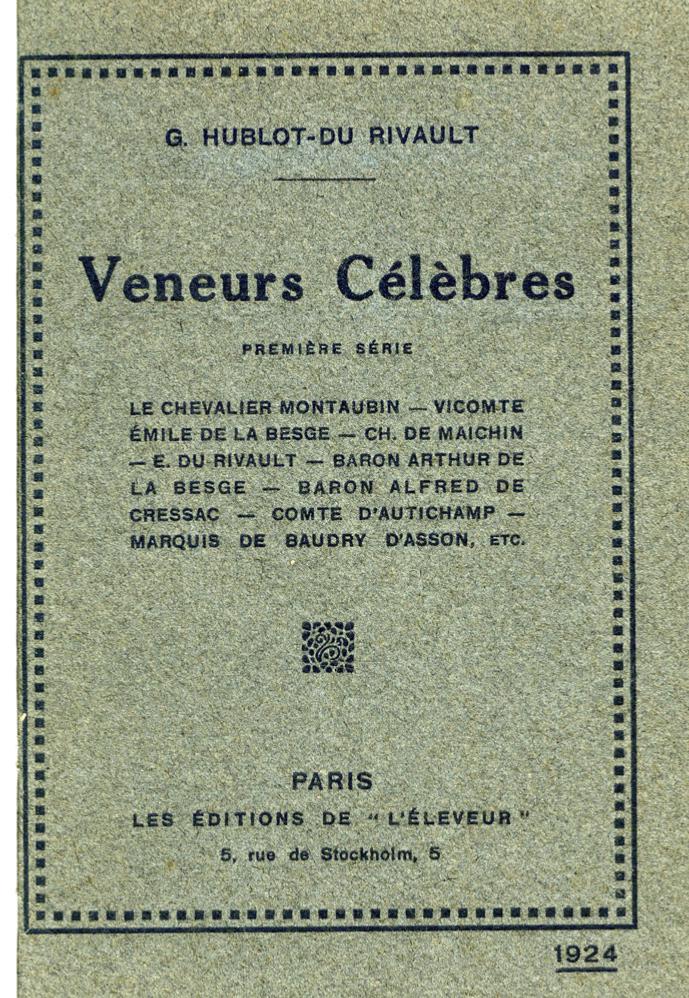 G. HUBLOT-DU RIVAULT
Veneurs Célèbres
PREMIÈRE SÉRIE
LE CHEVALIER MONTAUBIN — VICOMTE
ÉMILE DE LA BESGE — CH. DE MAICHIN
— E. DU RIVAULT — BARON ARTHUR DE
LA BESGE — BARON ALFRED DE
CRESSAC — COMTE D'AUTICHAMP —
MARQUIS DE BAUDRY D'ASSON, ETC.
PARIS
LES ÉDITIONS DE “ L'ÉLEVEUR ”
5, rue de Stockholm, 5
1924